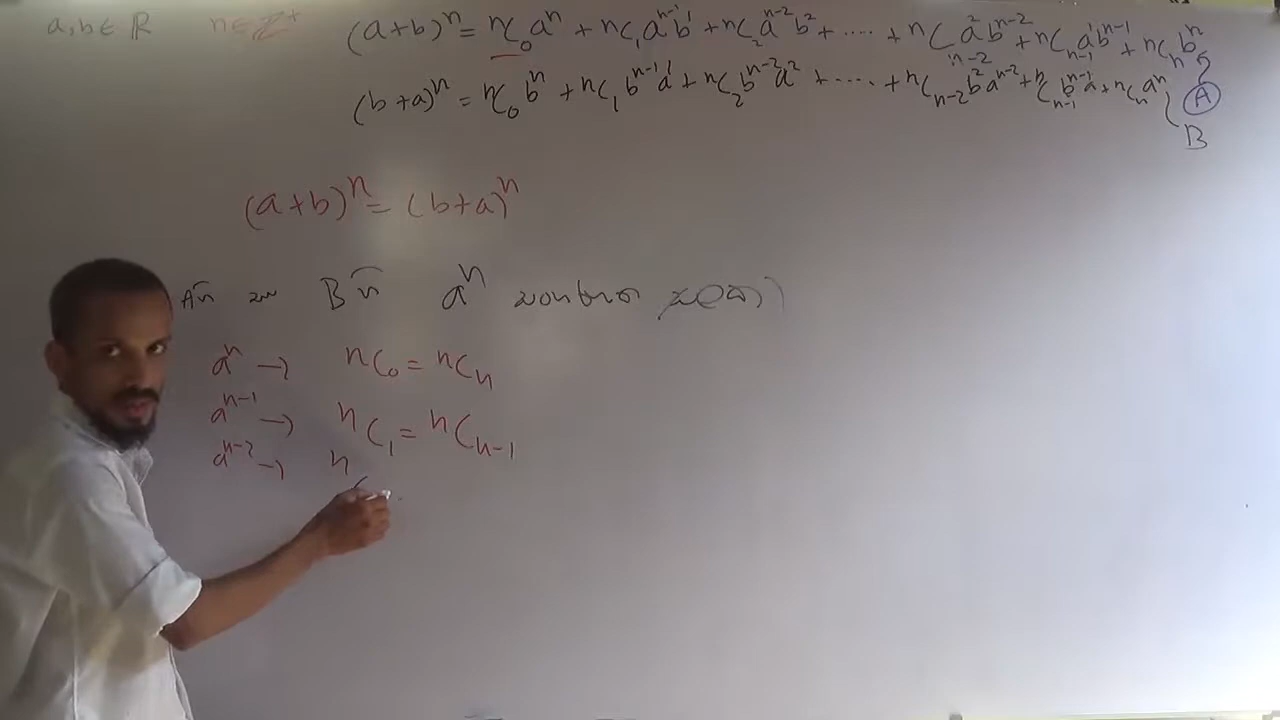 a,b∈ℝ n∈ℤ⁺ (a+b)ⁿ = ⁿC₀aⁿ + ⁿC₁aⁿ⁻¹b¹ + ⁿC₂aⁿ⁻²b² + .... + ⁿCₙ₋₂a²bⁿ⁻² + ⁿCₙ₋₁a¹bⁿ⁻¹ + ⁿCₙbⁿ
(b+a)ⁿ = ⁿC₀bⁿ + ⁿC₁bⁿ⁻¹a¹ + ⁿC₂bⁿ⁻²a² + ..... + ⁿCₙ₋₂b²aⁿ⁻² + ⁿCₙ₋₁bⁿ⁻¹a + ⁿCₙaⁿ A
B
(a+b)ⁿ = (b+a)ⁿ
B aⁿ
aⁿ → ⁿC₀ = ⁿCₙ
aⁿ⁻¹ → ⁿC₁ = ⁿCₙ₋₁
aⁿ⁻² → ⁿC